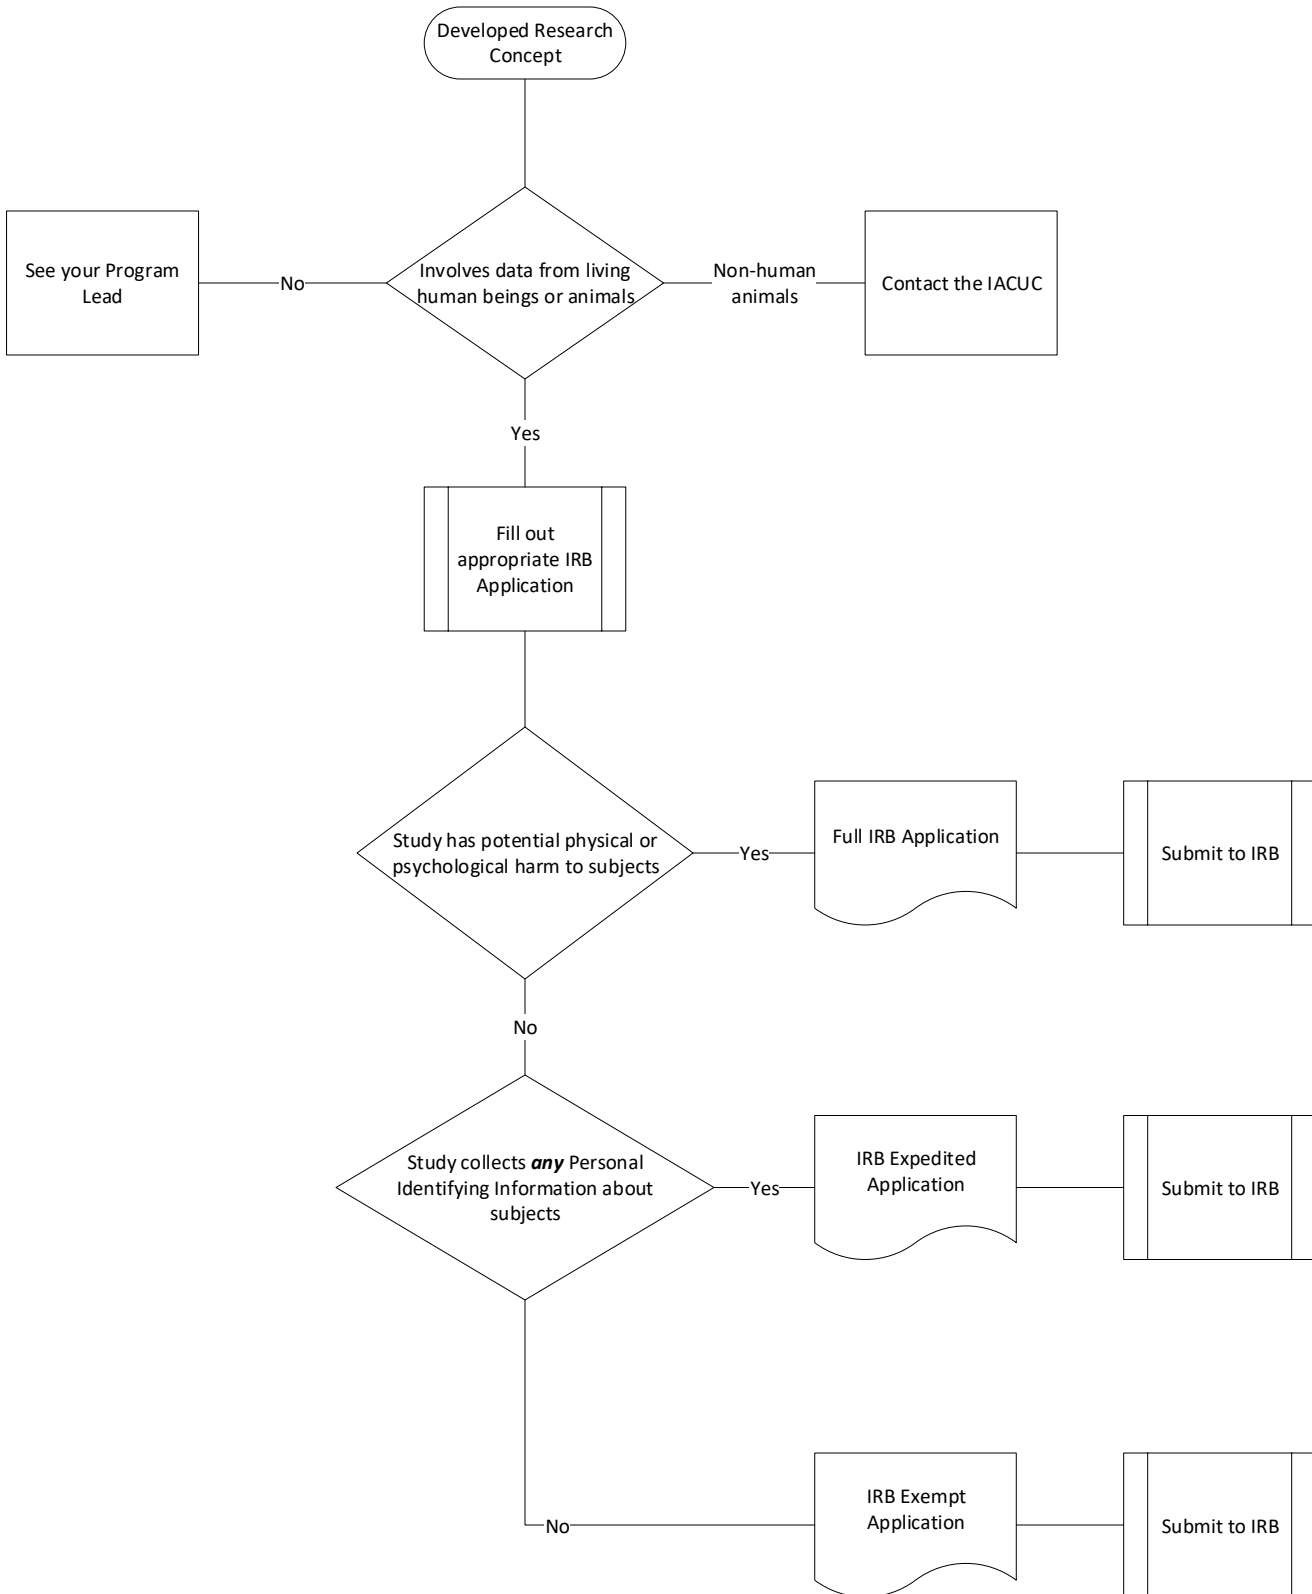 Developed Research
Concept
See your Program
Lead
No
Involves data from living
human beings or animals
Non-human
animals
Contact the IACUC
Yes
Fill out
appropriate IRB
Application
Study has potential physical or
psychological harm to subjects
Yes
Full IRB Application
Submit to IRB
No
Study collects any Personal
Identifying Information about
subjects
Yes
IRB Expedited
Application
Submit to IRB
No
IRB Exempt
Application
Submit to IRB